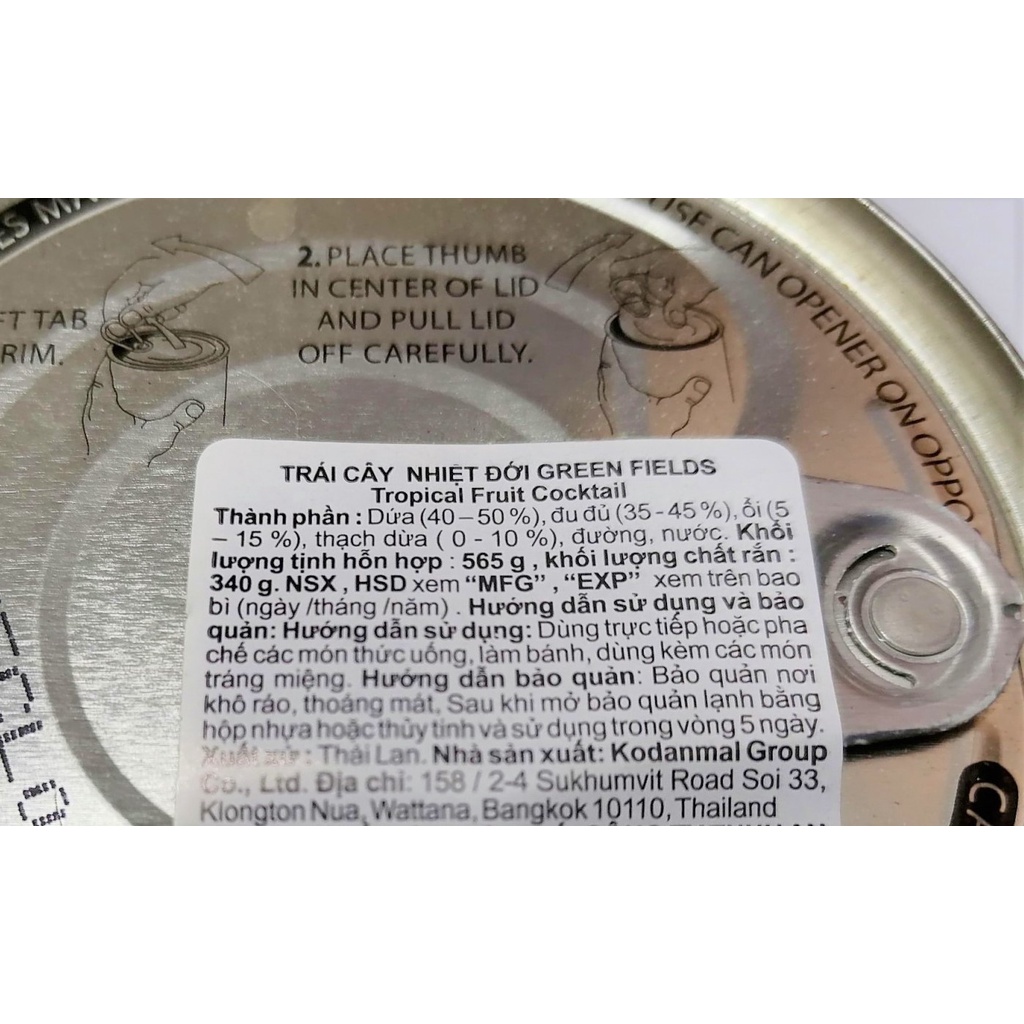 2. PLACE THUMB
IN CENTER OF LID
AND PULL LID
OFF CAREFULLY.
TAB
RIM.
USE CAN OPENER ON
TRÁI CÂY NHIỆT ĐỚI GREEN FIELDS
Tropical Fruit Cocktail
Thành phần : Dứa (40 – 50 %), đu đủ (35 - 45 %), ổi (5
– 15 %), thạch dừa ( 0 - 10 %), đường, nước. Khối
lượng tịnh hỗn hợp : 565 g , khối lượng chất rắn :
340 g. NSX , HSD xem “MFG” , “EXP” xem trên bao
bì (ngày /tháng /năm) . Hướng dẫn sử dụng và bảo
quản: Hướng dẫn sử dụng: Dùng trực tiếp hoặc pha
chế các món thức uống, làm bánh, dùng kèm các món
tráng miệng. Hướng dẫn bảo quản: Bảo quản nơi
khô ráo, thoáng mát, Sau khi mở bảo quản lạnh bằng
hộp nhựa hoặc thủy tinh và sử dụng trong vòng 5 ngày.
Xuất xứ : Thái Lan. Nhà sản xuất: Kodanmal Group
Co., Ltd. Địa chỉ: 158 / 2-4 Sukhumvit Road Soi 33,
Klongton Nua, Wattana, Bangkok 10110, Thailand